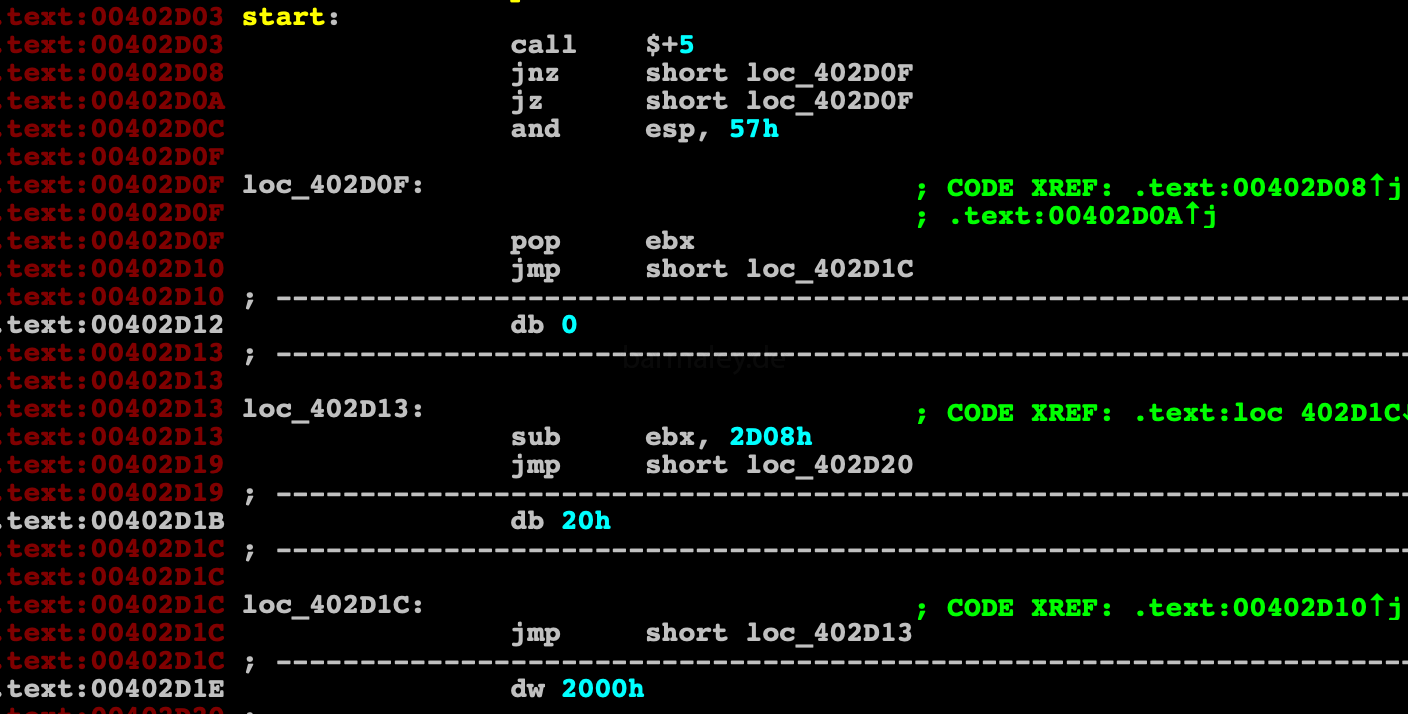 .text:00402D03 start:
.text:00402D03 call $+5
.text:00402D08 jnz short loc_402D0F
.text:00402D0A jz short loc_402D0F
.text:00402D0C and esp, 57h
.text:00402D0F
.text:00402D0F loc_402D0F: ; CODE XREF: .text:00402D08↑j
.text:00402D0F ; .text:00402D0A↑j
.text:00402D0F pop ebx
.text:00402D10 jmp short loc_402D1C
.text:00402D10 ; ---------------------------------------------------------------------
.text:00402D12 db 0
.text:00402D13 ; ---------------------------------------------------------------------
barmaley.de
.text:00402D13
.text:00402D13 loc_402D13: ; CODE XREF: .text:loc_402D1C↓
.text:00402D13 sub ebx, 2D08h
.text:00402D19 jmp short loc_402D20
.text:00402D19 ; ---------------------------------------------------------------------
.text:00402D1B db 20h
.text:00402D1C ; ---------------------------------------------------------------------
.text:00402D1C
.text:00402D1C loc_402D1C: ; CODE XREF: .text:00402D10↑j
.text:00402D1C jmp short loc_402D13
.text:00402D1C ; ---------------------------------------------------------------------
.text:00402D1E dw 2000h